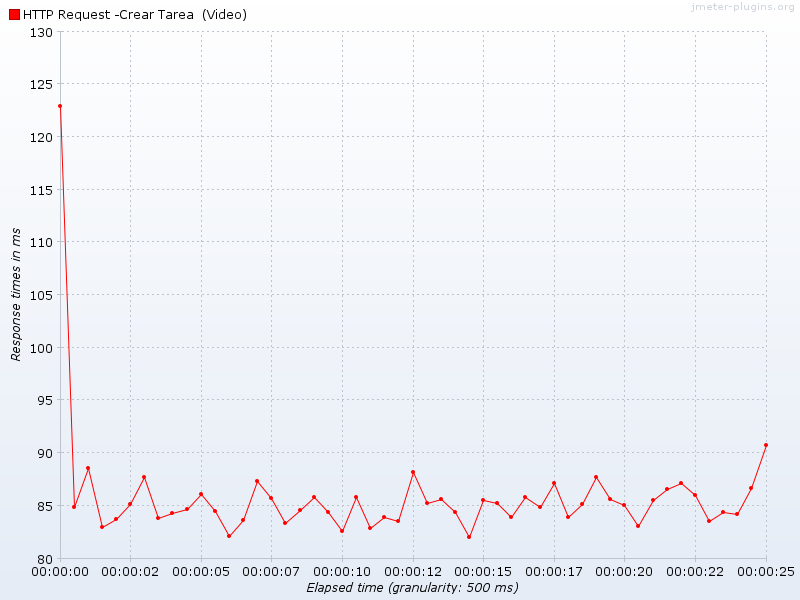 jmeter-plugins.org
HTTP Request -Crear Tarea  (Video)
130
125
120
115
110
105
100
95
90
85
80
Response times in ms
00:00:00 00:00:02 00:00:05 00:00:07 00:00:10 00:00:12 00:00:15 00:00:17 00:00:20 00:00:22 00:00:25
Elapsed time (granularity: 500 ms)